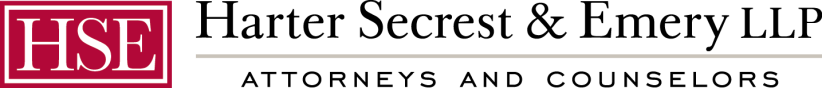 HSE
Harter Secrest & Emery LLP
ATTORNEYS AND COUNSELORS